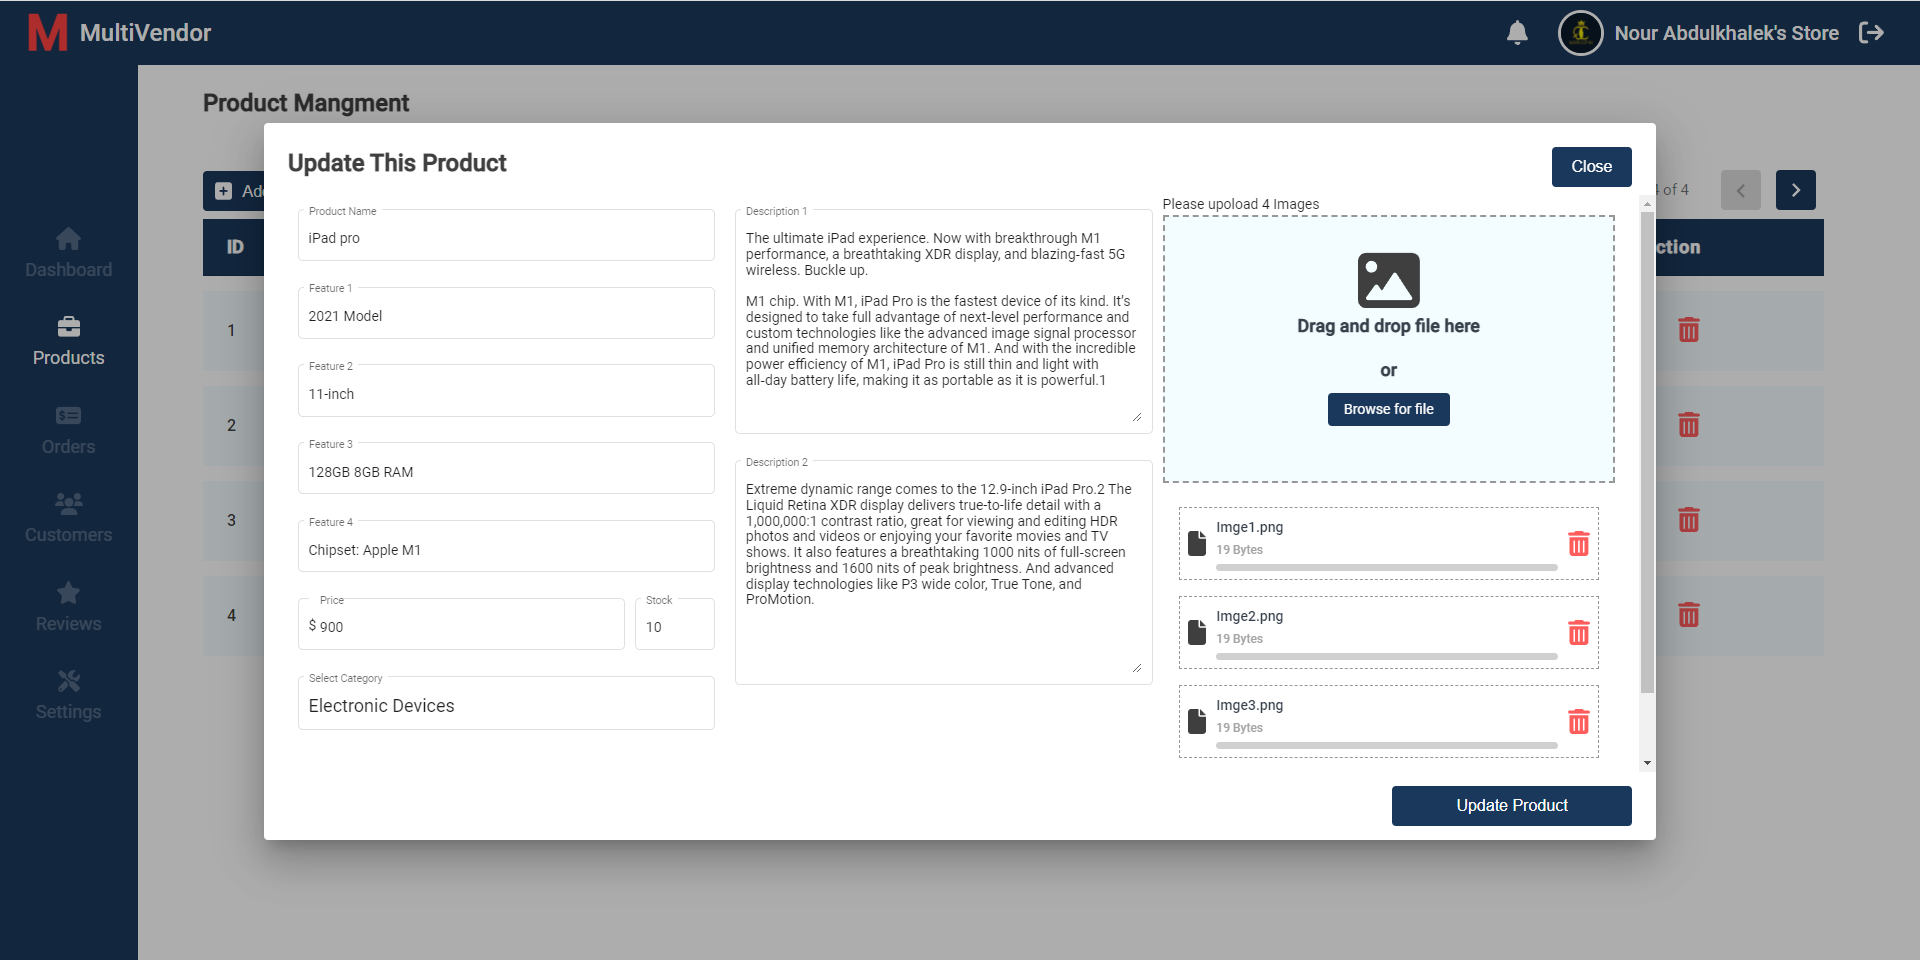 M MultiVendor
Nour Abdulkhalek's Store
Dashboard
Products
Orders
Customers
Reviews
Settings
Product Mangment
4 of 4
ID
ction
1
2
3
4
Update This Product
Close
Product Name
iPad pro
Feature 1
2021 Model
Feature 2
11-inch
Feature 3
128GB 8GB RAM
Feature 4
Chipset: Apple M1
Price
$ 900
Stock
10
Select Category
Electronic Devices
Description 1
The ultimate iPad experience. Now with breakthrough M1
performance, a breathtaking XDR display, and blazing-fast 5G
wireless. Buckle up.
M1 chip. With M1, iPad Pro is the fastest device of its kind. It's
designed to take full advantage of next-level performance and
custom technologies like the advanced image signal processor
and unified memory architecture of M1. And with the incredible
power efficiency of M1, iPad Pro is still thin and light with
all-day battery life, making it as portable as it is powerful.1
Description 2
Extreme dynamic range comes to the 12.9-inch iPad Pro.2 The
Liquid Retina XDR display delivers true-to-life detail with a
1,000,000:1 contrast ratio, great for viewing and editing HDR
photos and videos or enjoying your favorite movies and TV
shows. It also features a breathtaking 1000 nits of full-screen
brightness and 1600 nits of peak brightness. And advanced
display technologies like P3 wide color, True Tone, and
ProMotion.
Please upoload 4 Images
Drag and drop file here
or
Browse for file
Imge1.png
19 Bytes
Imge2.png
19 Bytes
Imge3.png
19 Bytes
Update Product